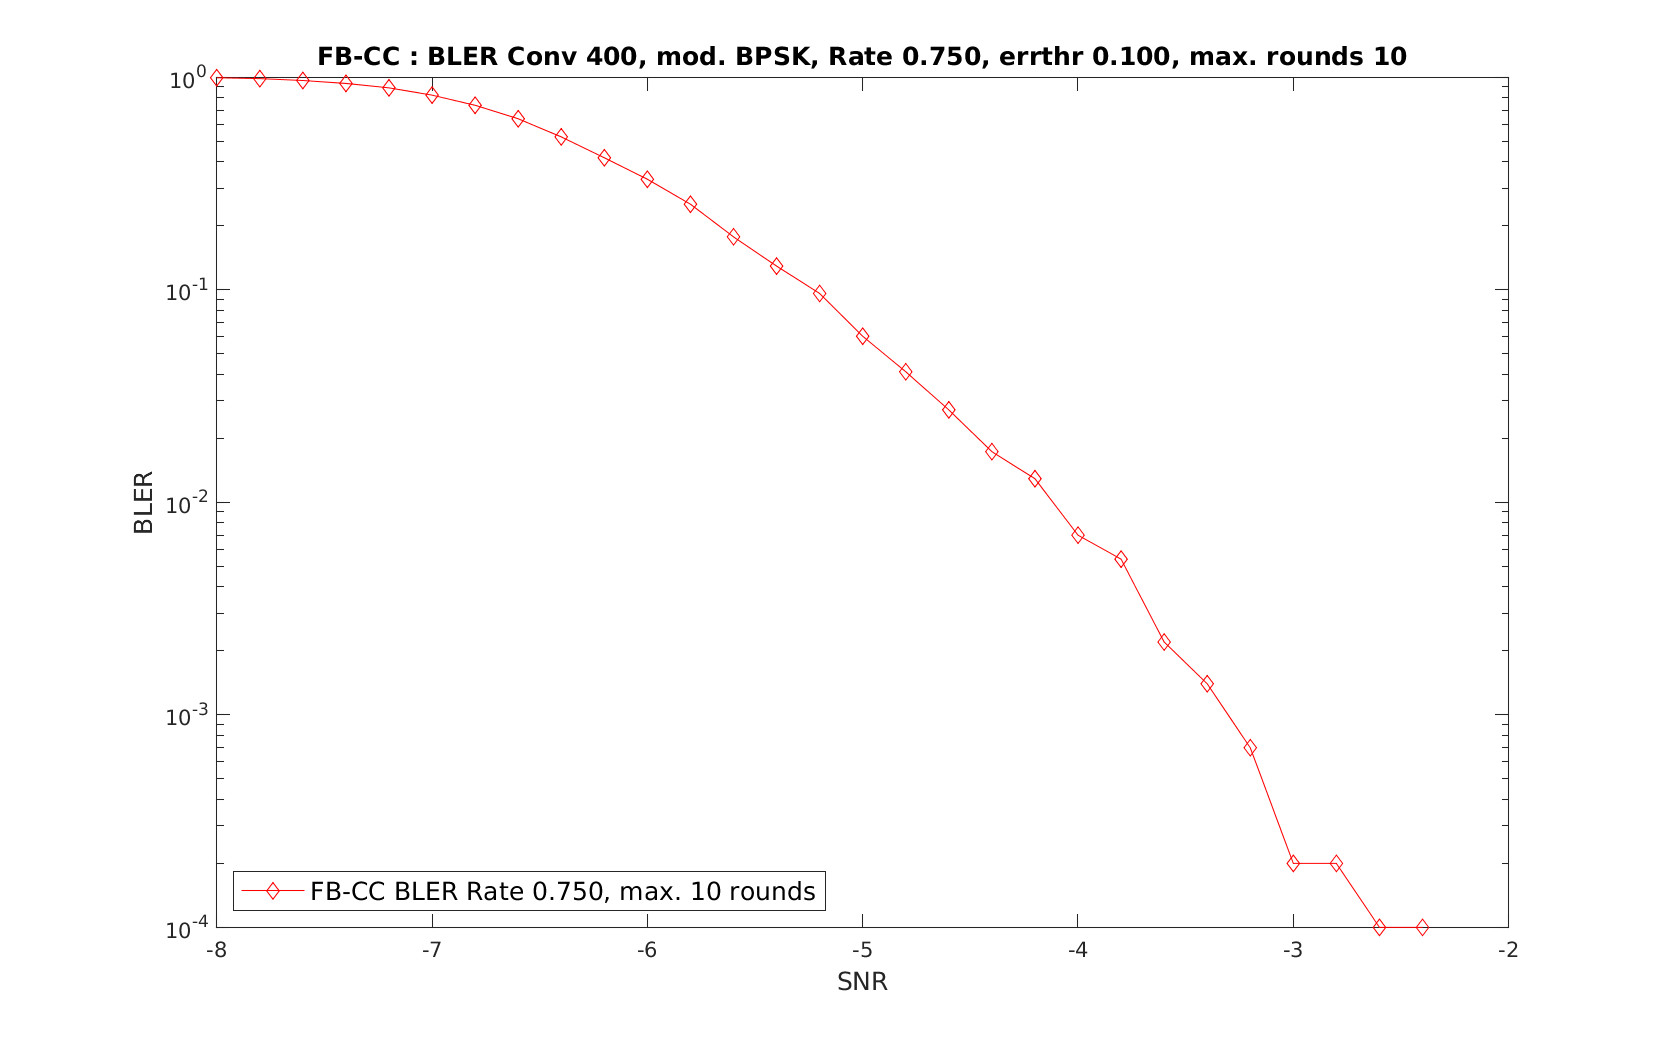 FB-CC : BLER Conv 400, mod. BPSK, Rate 0.750, errthr 0.100, max. rounds 10
10^0
10^-1
10^-2
10^-3
10^-4
BLER
FB-CC BLER Rate 0.750, max. 10 rounds
-8 -7 -6 -5 -4 -3 -2
SNR